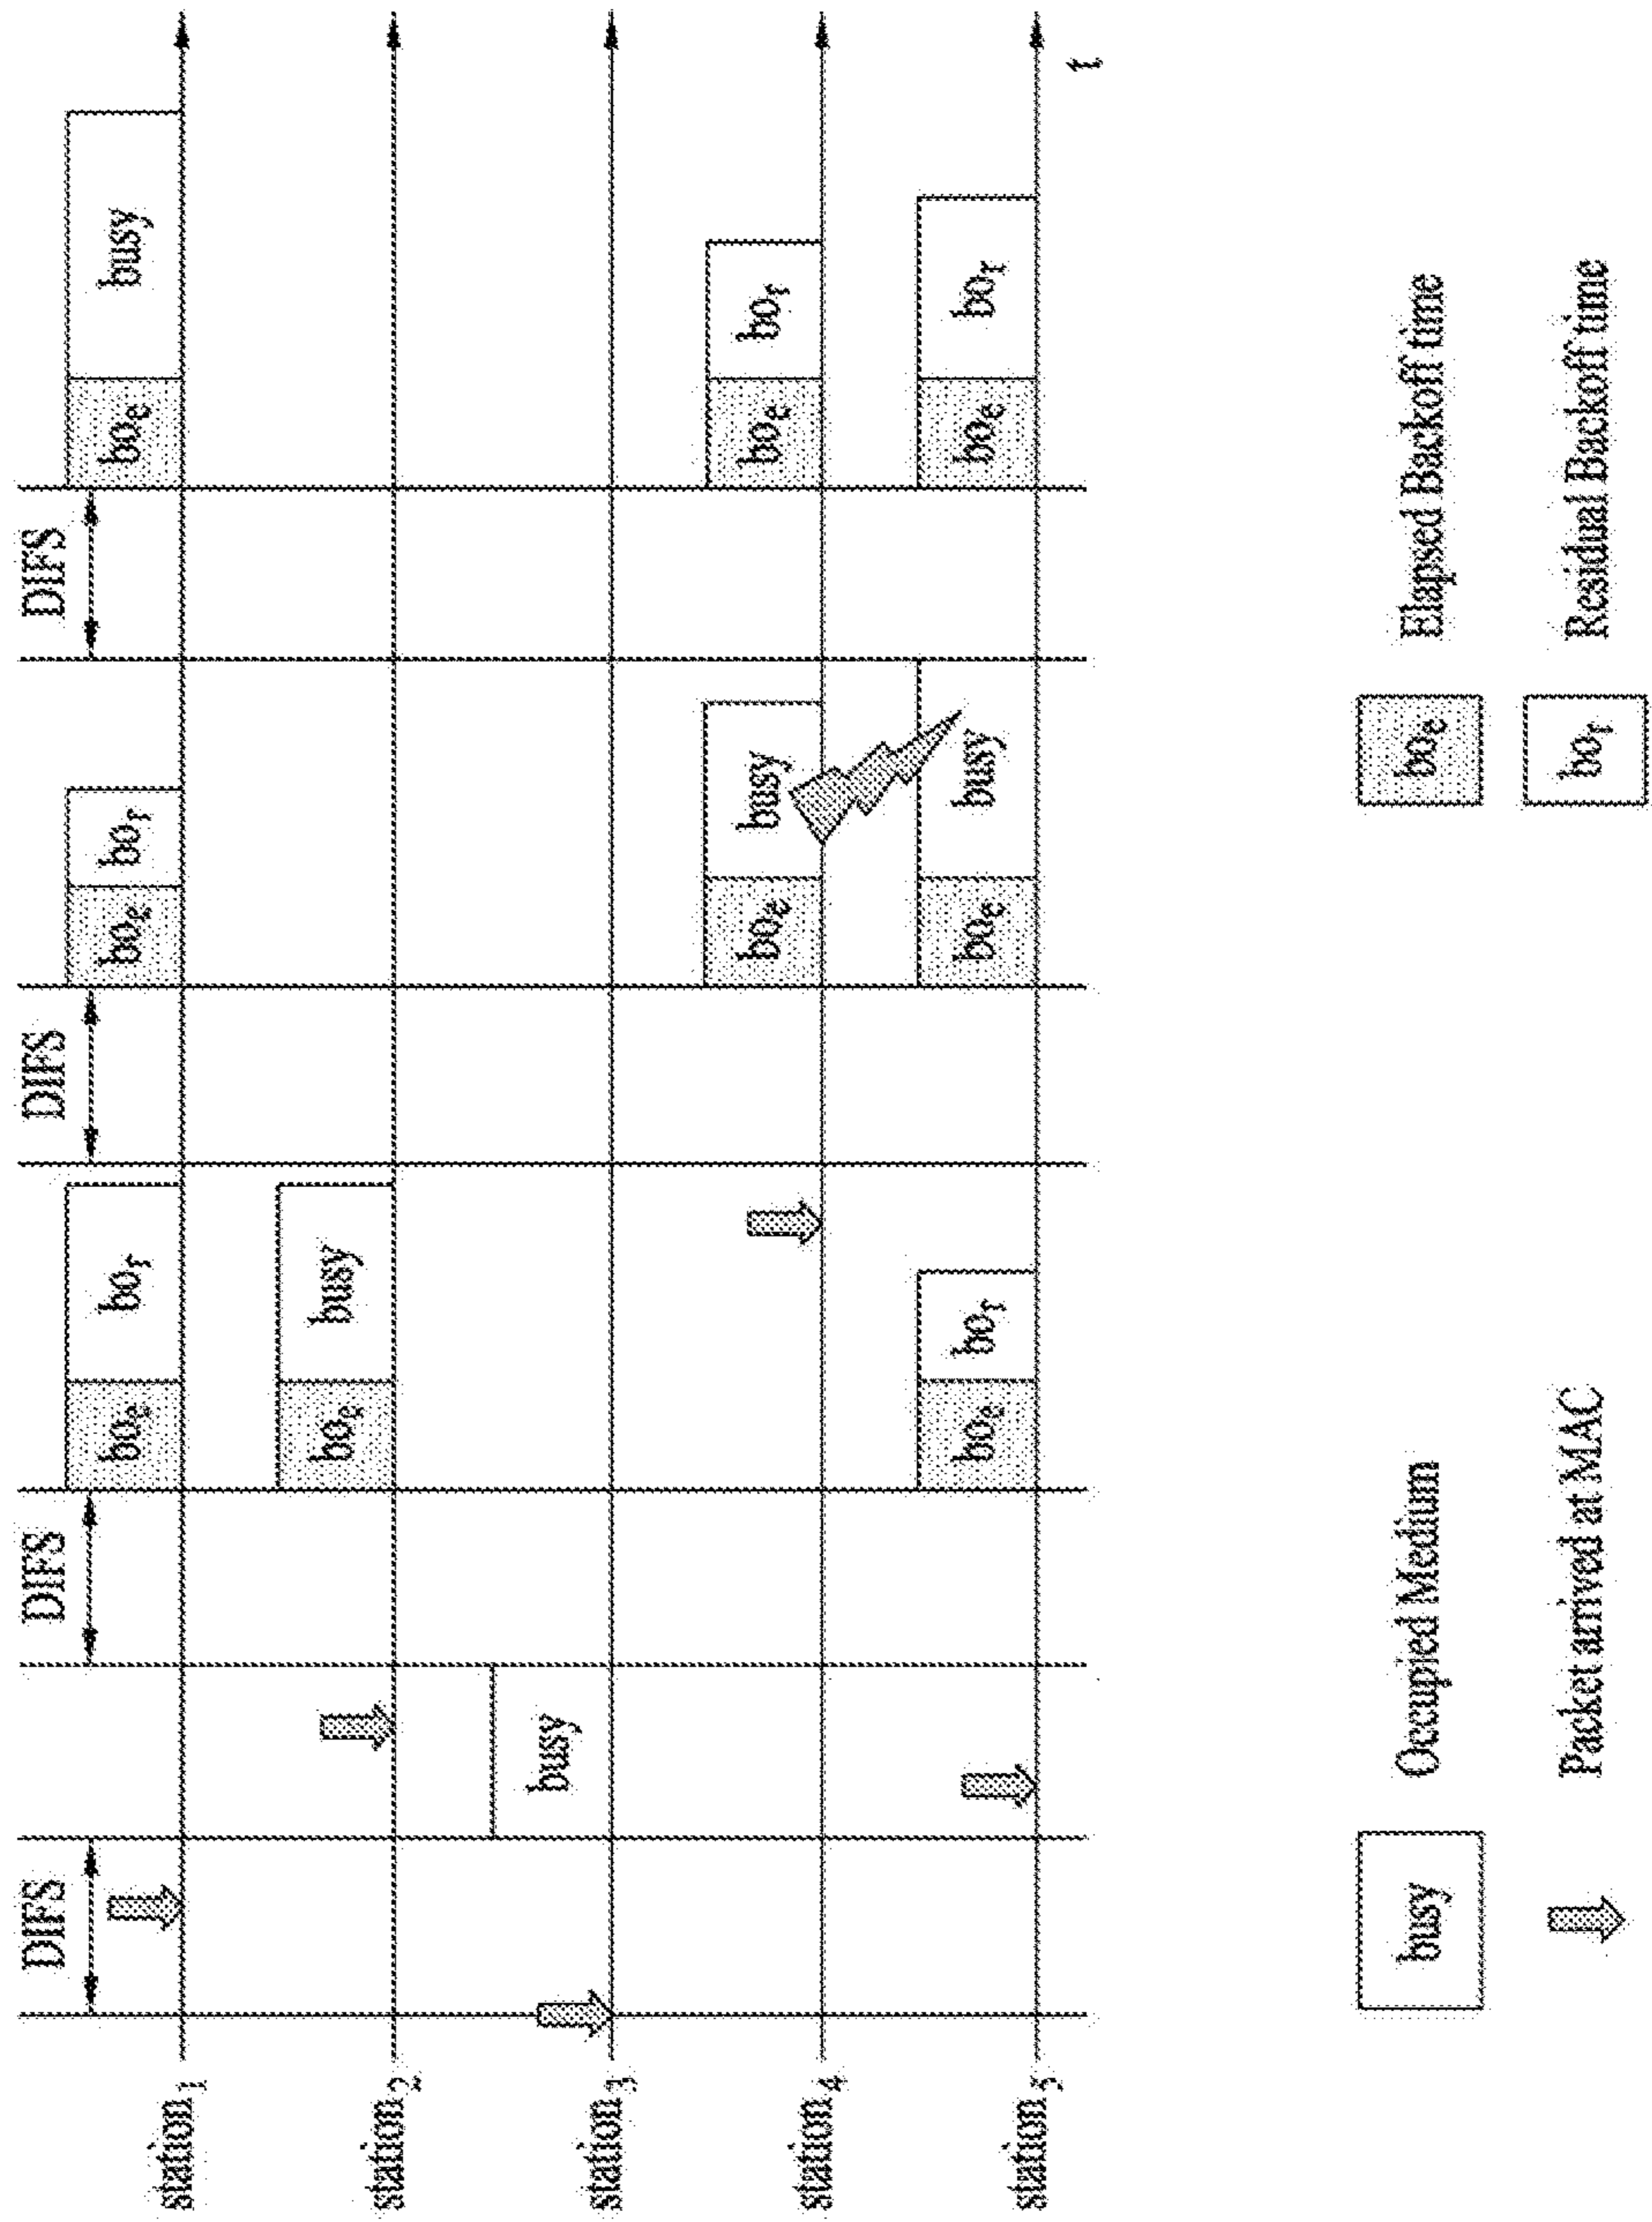 DIFS
DIFS
DIFS
DIFS
station1
bo_e
bo_r
bo_e
bo_r
bo_e
busy
station2
bo_e
busy
station3
busy
station4
bo_e
busy
bo_e
bo_r
station5
bo_e
bo_r
bo_e
busy
bo_e
bo_r
t
busy
Occupied Medium
bo_e
Elapsed Backoff time
Packet arrived at MAC
bo_r
Residual Backoff time